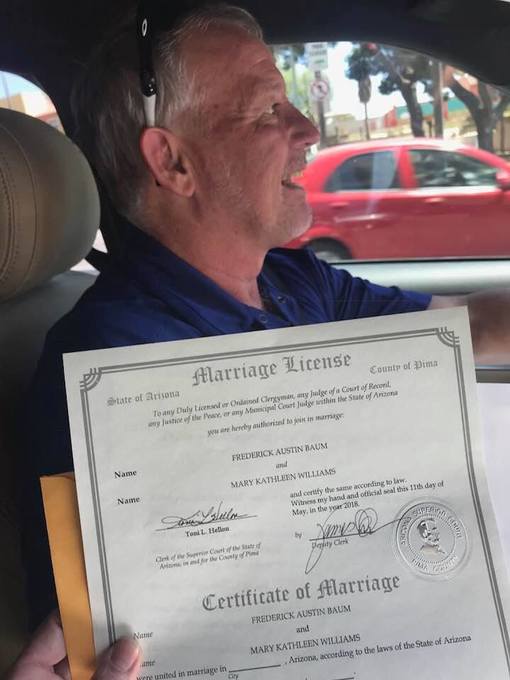 Marriage License
State of Arizona
County of Pima
To any Duly Licensed or Ordained Clergyman, any Judge of a Court of Record,
any Justice of the Peace, or any Municipal Court Judge within the State of Arizona
you are hereby authorized to join in marriage:
FREDERICK AUSTIN BAUM
Name
and
MARY KATHLEEN WILLIAMS
Name
and certify the same according to law.
Witness my hand and official seal this 11th day of
May, in the year 2018.
Toni L. Hellon
by
Deputy Clerk
Clerk of the Superior Court of the State of
Arizona, in and for the County of Pima
Certificate of Marriage
FREDERICK AUSTIN BAUM
Name
and
MARY KATHLEEN WILLIAMS
ame
were united in marriage in , Arizona, according to the laws of the State of Arizona
City